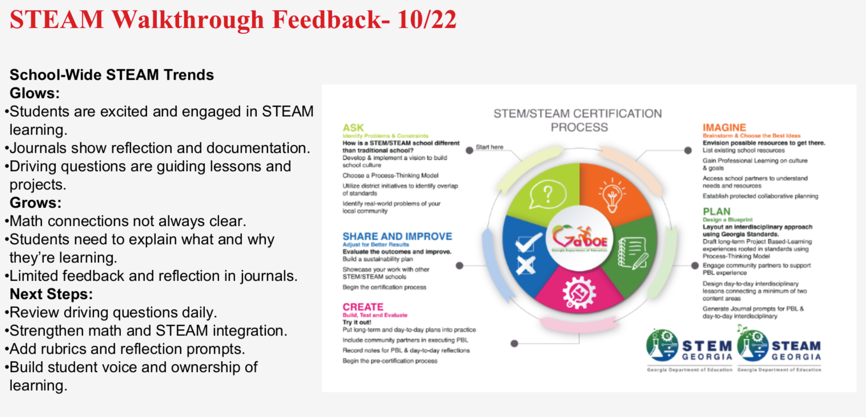 STEAM Walkthrough Feedback- 10/22
School-Wide STEAM Trends
Glows:
•Students are excited and engaged in STEAM
learning.
•Journals show reflection and documentation.
•Driving questions are guiding lessons and
projects.
Grows:
•Math connections not always clear.
•Students need to explain what and why
they're learning.
•Limited feedback and reflection in journals.
Next Steps:
•Review driving questions daily.
•Strengthen math and STEAM integration.
•Add rubrics and reflection prompts.
•Build student voice and ownership of
learning.
STEM/STEAM CERTIFICATION
PROCESS
ASK
Identify Problems & Constraints
How is a STEM/STEAM school different
than traditional school?
Develop & implement a vision to build
school culture
Choose a Process-Thinking Model
Utilize district initiatives to identify overlap
of standards
Identify real-world problems of your
local community
Start here
SHARE AND IMPROVE
Adjust for Better Results
Evaluate the outcomes and improve.
Build a sustainability plan
Showcase your work with other
STEM/STEAM schools
Begin the certification process
CREATE
Build, Test and Evaluate
Try it out!
Put long-term and day-to-day plans into practice
Include community partners in executing PBL
Record notes for PBL & day-to-day reflections
Begin the pre-certification process
GaDOE
Georgia Department of Education
IMAGINE
Brainstorm & Choose the Best Ideas
Envision possible resources to get there.
List existing school resources
Gain Professional Learning on culture
& goals
Access school partners to understand
needs and resources
Establish protected collaborative planning
PLAN
Design a Blueprint
Layout an interdisciplinary approach
using Georgia Standards.
Draft long-term Project Based-Learning
experiences rooted in standards using
Process-Thinking Model
Engage community partners to support
PBL experience
Design day-to-day interdisciplinary
lessons connecting a minimum of two
content areas
Generate Journal prompts for PBL &
day-to-day interdisciplinary
STEM
GEORGIA
Georgia Department of Education
STEAM
GEORGIA
Georgia Department of Education